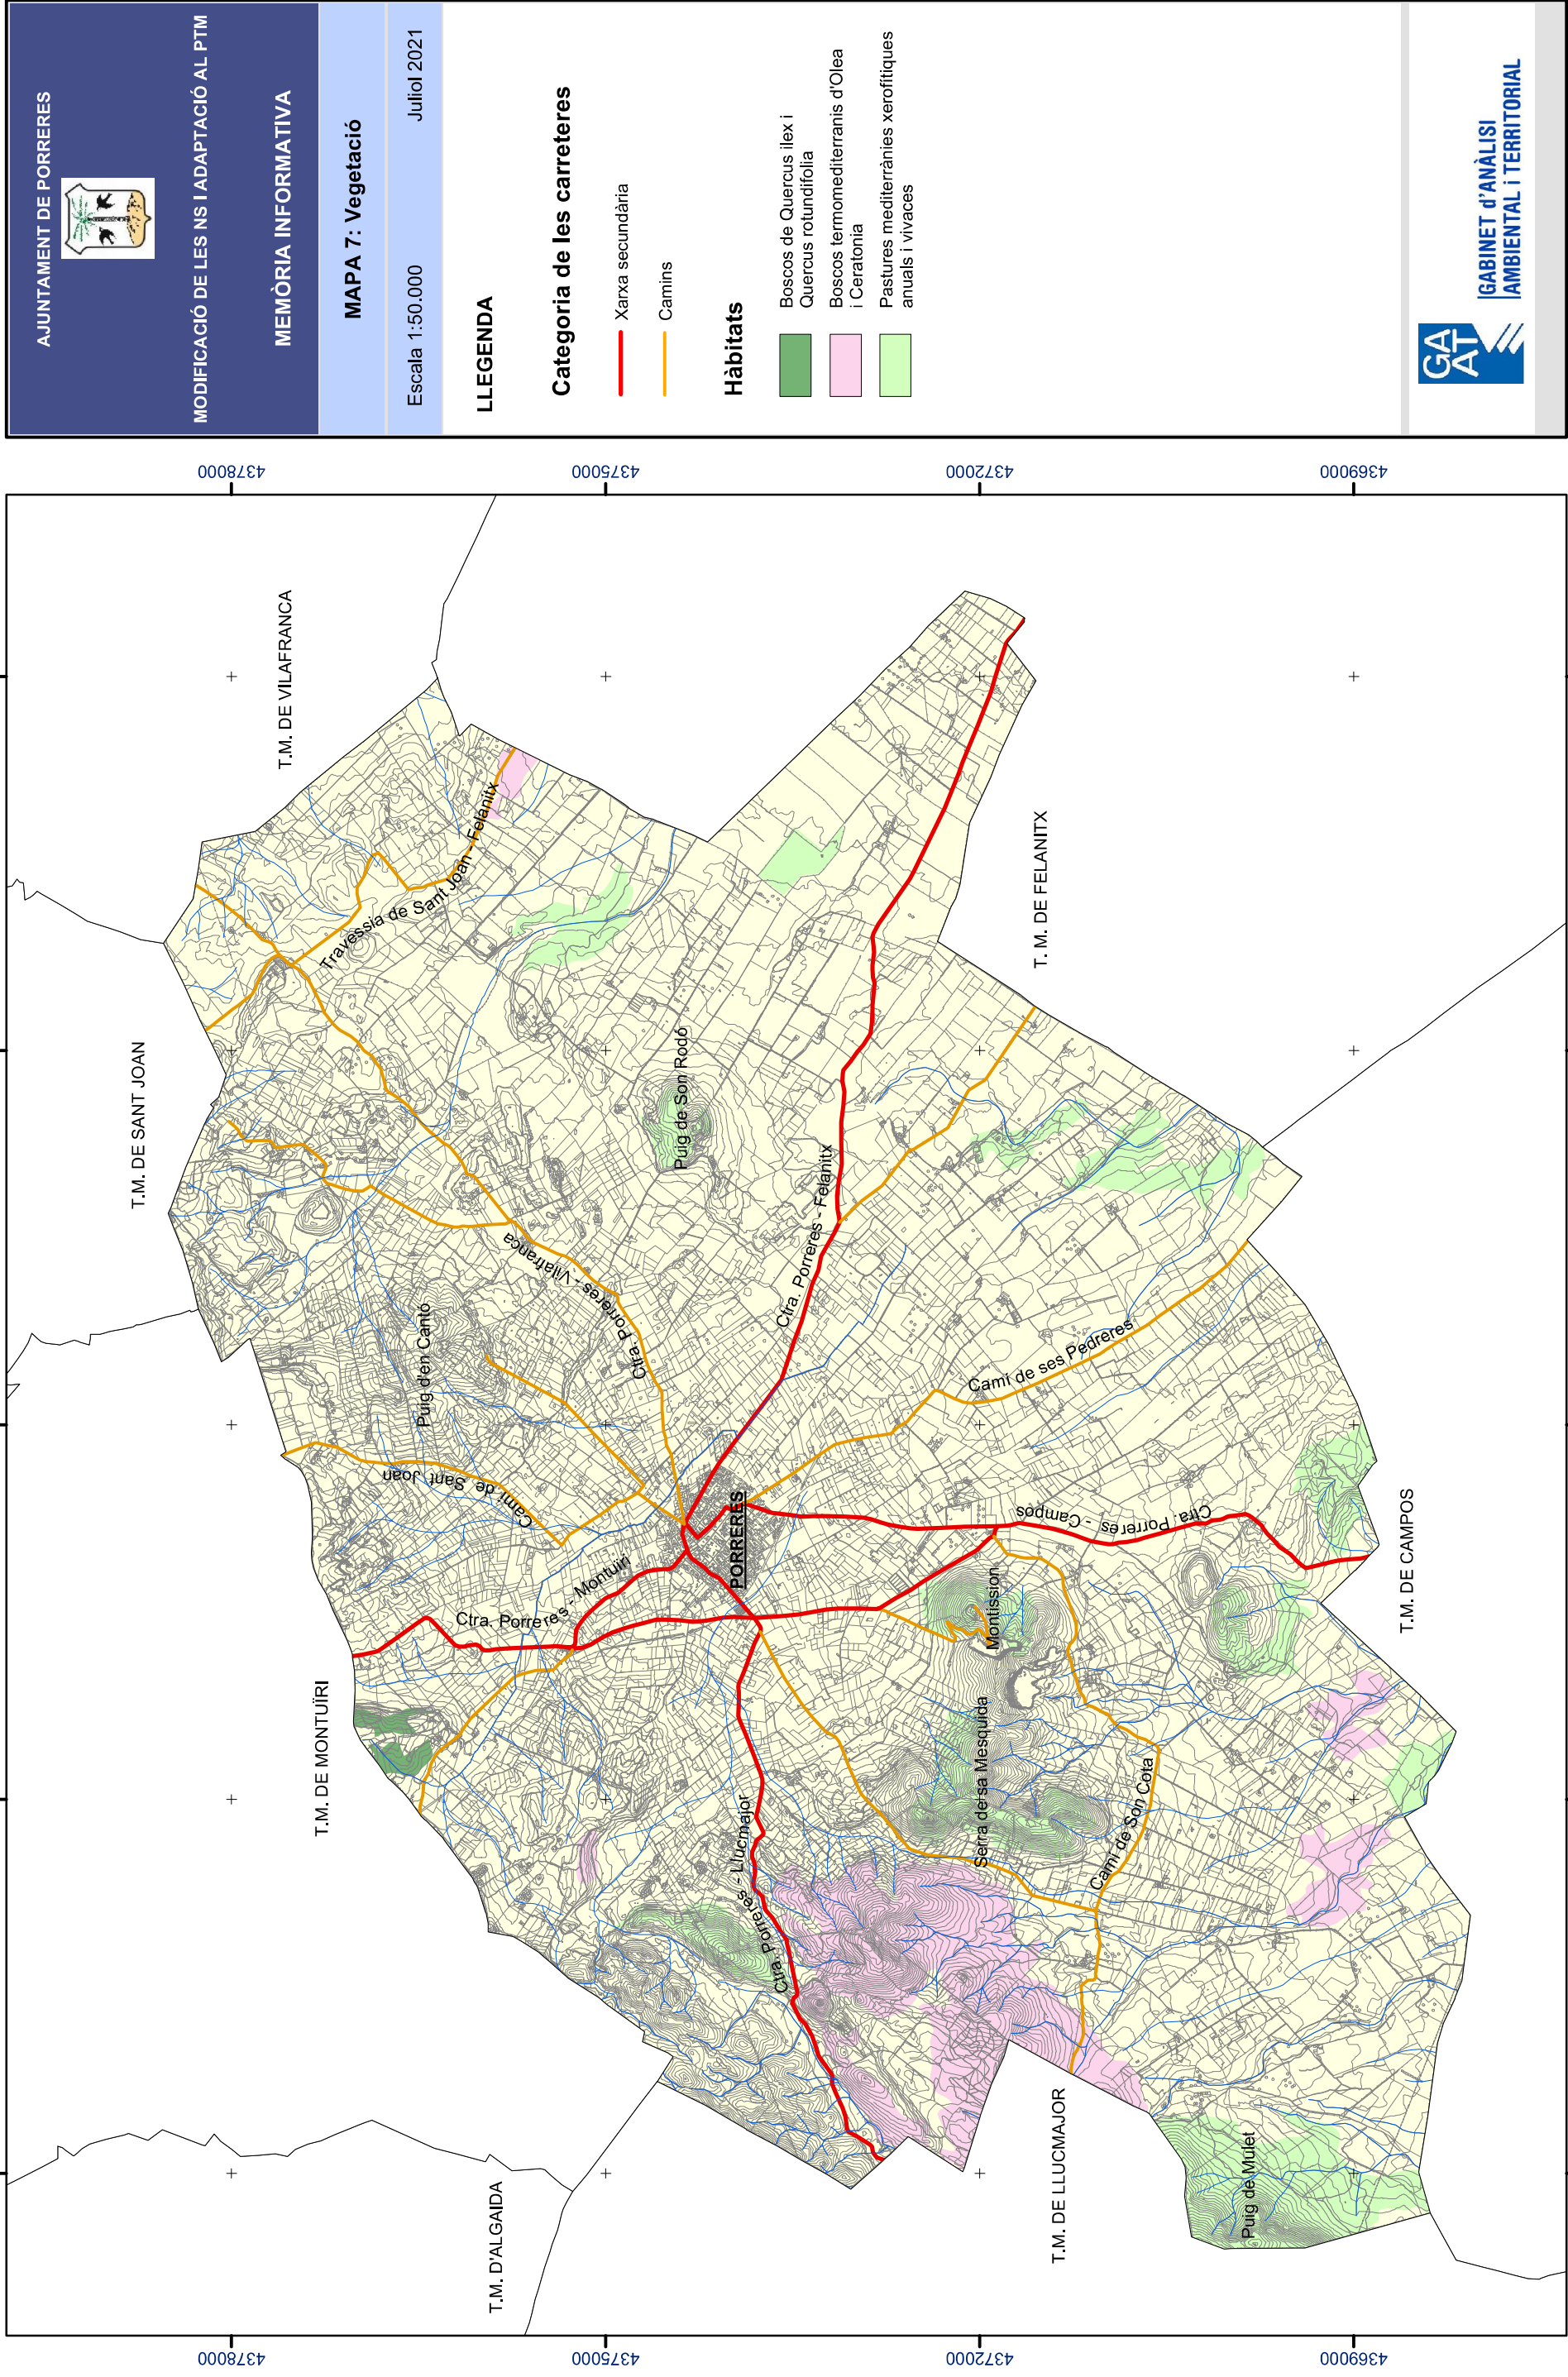 AJUNTAMENT DE PORRERES
MODIFICACIÓ DE LES NS I ADAPTACIÓ AL PTM
MEMÒRIA INFORMATIVA
MAPA 7: Vegetació
Escala 1:50.000
Juliol 2021
LLEGENDA
Categoria de les carreteres
Xarxa secundària
Camins
Hàbitats
Boscos de Quercus ilex i
Quercus rotundifolia
Boscos termomediterranis d'Olea
i Ceratonia
Pastures mediterrànies xerofítiques
anuals i vivaces
GA
AT
GABINET d'ANÀLISI
AMBIENTAL i TERRITORIAL
4378000
4375000
4372000
4369000
T.M. DE VILAFRANCA
T.M. DE SANT JOAN
T.M. DE MONTUÏRI
T.M. D'ALGAIDA
T.M. DE LLUCMAJOR
T.M. DE CAMPOS
T. M. DE FELANITX
Travessia de Sant Joan - Felanitx
Puig de Son Rodó
Ctra. Porreres - Felanitx
Ctra. Porreres - Vilafranca
Puig d'en Cantó
Camí de Sant Joan
Camí de ses Pedreres
PORRERES
Ctra. Porreres - Campos
Ctra. Porreres - Montuïri
Montission
Serra de sa Mesquida
Camí de Son Cota
Ctra. Porreres - Llucmajor
Puig de Mulet
4378000
4375000
4372000
4369000